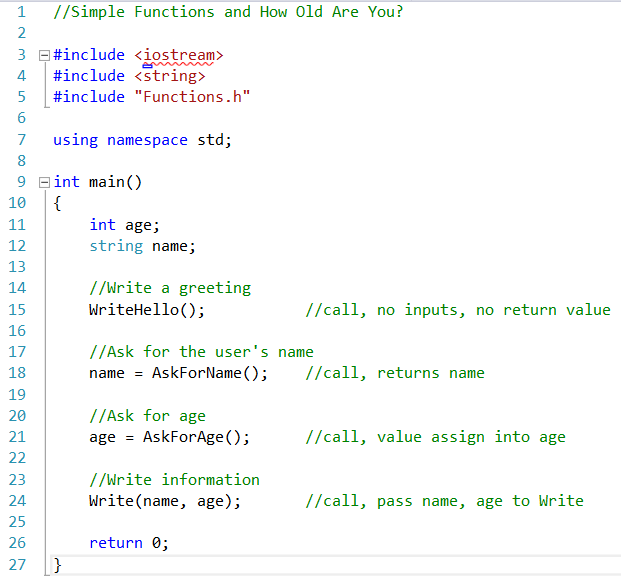 1 //Simple Functions and How Old Are You?
2
3 #include <iostream>
4 #include <string>
5 #include "Functions.h"
6
7 using namespace std;
8
9 int main()
10 {
11     int age;
12     string name;
13
14     //Write a greeting
15     WriteHello();           //call, no inputs, no return value
16
17     //Ask for the user's name
18     name = AskForName();    //call, returns name
19
20     //Ask for age
21     age = AskForAge();      //call, value assign into age
22
23     //Write information
24     Write(name, age);       //call, pass name, age to Write
25
26     return 0;
27 }